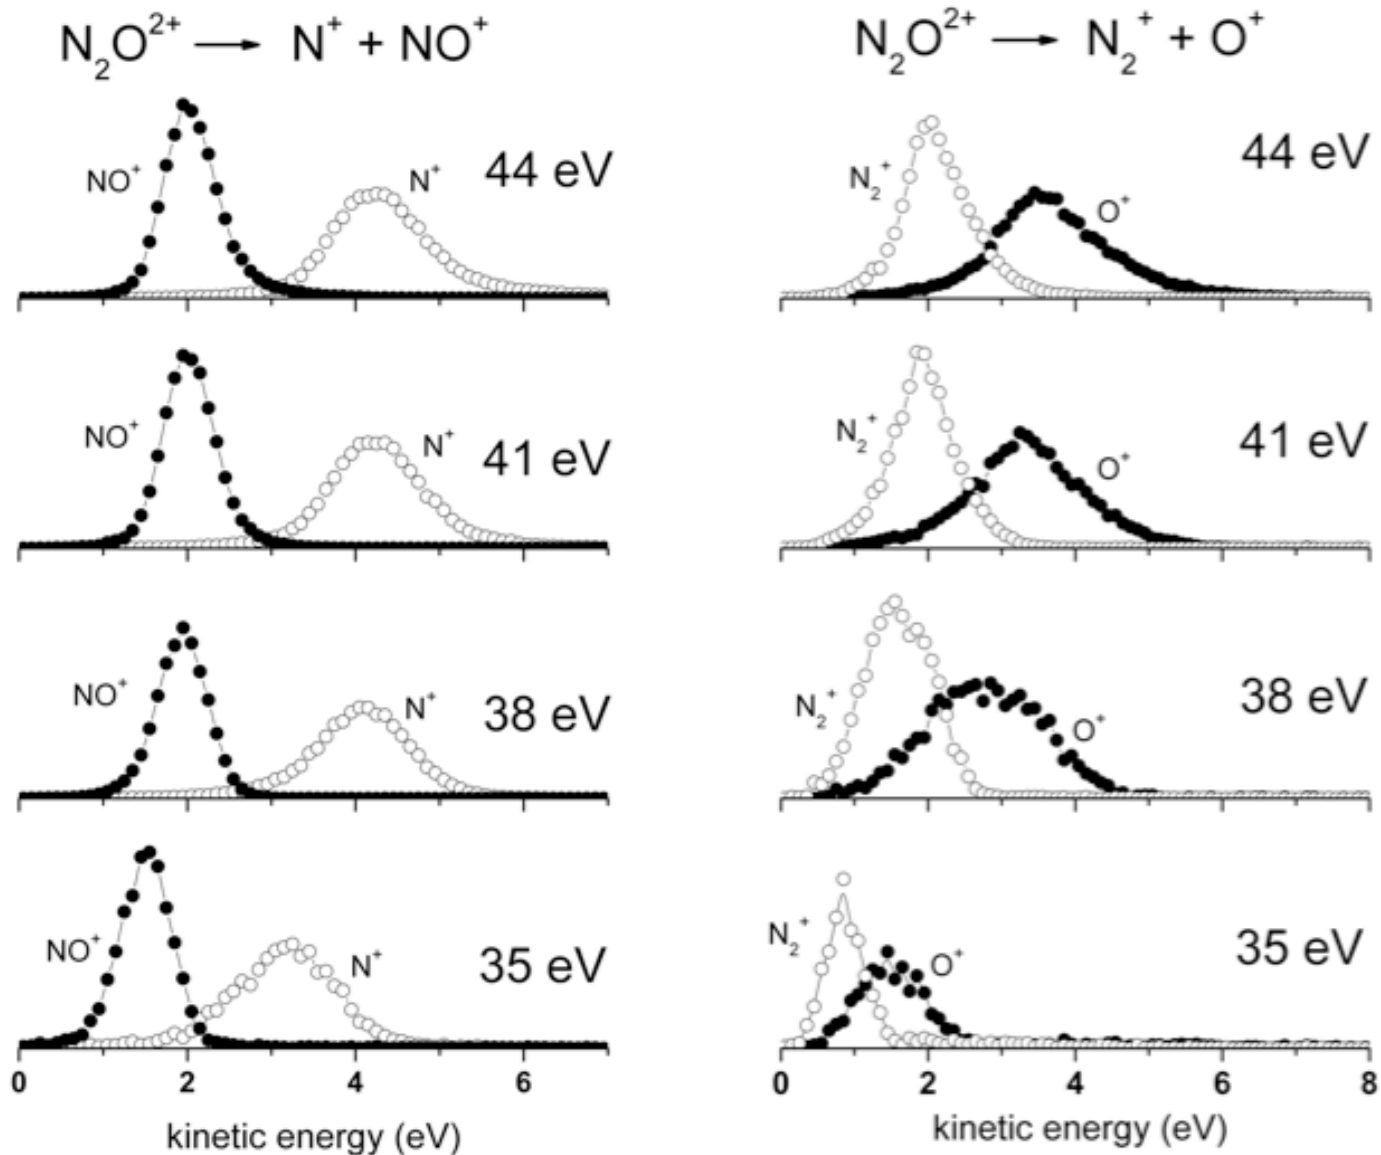 N₂O²⁺ → N⁺ + NO⁺
NO⁺
N⁺
44 eV
NO⁺
N⁺
41 eV
NO⁺
N⁺
38 eV
NO⁺
N⁺
35 eV
0 2 4 6
kinetic energy (eV)
N₂O²⁺ → N₂⁺ + O⁺
N₂⁺
O⁺
44 eV
N₂⁺
O⁺
41 eV
N₂⁺
O⁺
38 eV
N₂⁺
O⁺
35 eV
0 2 4 6 8
kinetic energy (eV)